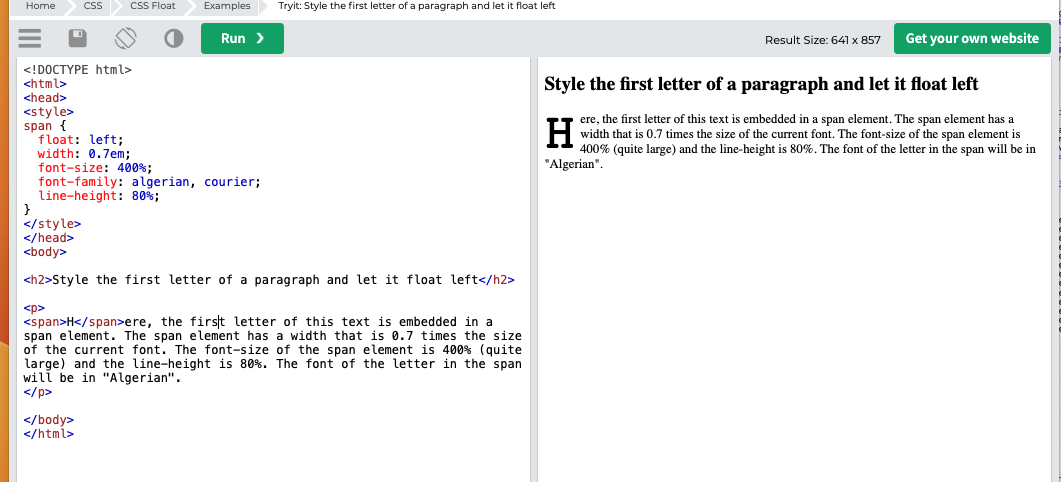 Home CSS CSS Float Examples Tryit: Style the first letter of a paragraph and let it float left
Run ❯ Result Size: 641 x 857 Get your own website
<!DOCTYPE html>
<html>
<head>
<style>
span {
  float: left;
  width: 0.7em;
  font-size: 400%;
  font-family: algerian, courier;
  line-height: 80%;
}
</style>
</head>
<body>

<h2>Style the first letter of a paragraph and let it float left</h2>

<p>
<span>H</span>ere, the first letter of this text is embedded in a
span element. The span element has a width that is 0.7 times the size
of the current font. The font-size of the span element is 400% (quite
large) and the line-height is 80%. The font of the letter in the span
will be in "Algerian".
</p>

</body>
</html>
Style the first letter of a paragraph and let it float left
Here, the first letter of this text is embedded in a span element. The span element has a
width that is 0.7 times the size of the current font. The font-size of the span element is
400% (quite large) and the line-height is 80%. The font of the letter in the span will be in
"Algerian".